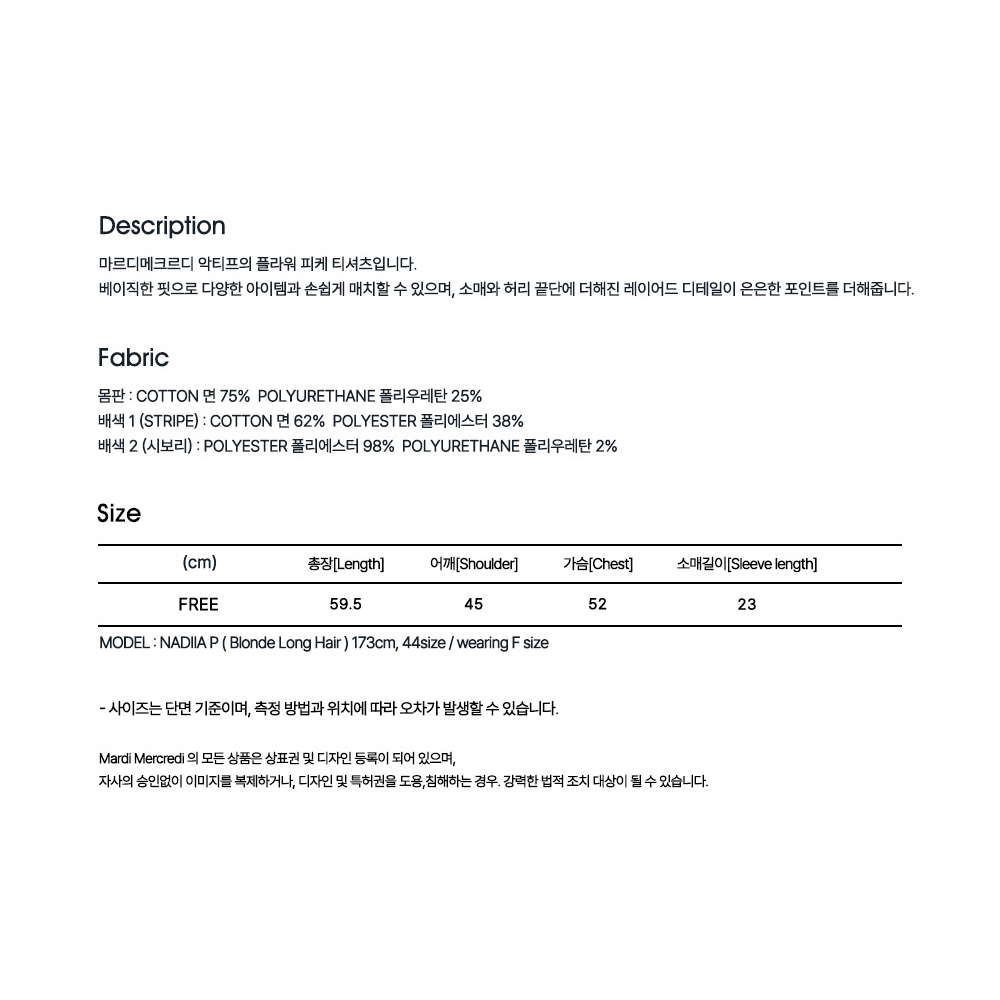 Description
마르디메크르디 악티프의 플라워 피케 티셔츠입니다.
베이직한 핏으로 다양한 아이템과 손쉽게 매치할 수 있으며, 소매와 허리 끝단에 더해진 레이어드 디테일이 은은한 포인트를 더해줍니다.
Fabric
몸판 : COTTON 면 75% POLYURETHANE 폴리우레탄 25%
배색 1 (STRIPE) : COTTON 면 62% POLYESTER 폴리에스터 38%
배색 2 (시보리) : POLYESTER 폴리에스터 98% POLYURETHANE 폴리우레탄 2%
Size
(cm) 총장[Length] 어깨[Shoulder] 가슴[Chest] 소매길이[Sleeve length]
FREE 59.5 45 52 23
MODEL : NADIIA P ( Blonde Long Hair ) 173cm, 44size / wearing F size
- 사이즈는 단면 기준이며, 측정 방법과 위치에 따라 오차가 발생할 수 있습니다.
Mardi Mercredi 의 모든 상품은 상표권 및 디자인 등록이 되어 있으며,
자사의 승인없이 이미지를 복제하거나, 디자인 및 특허권을 도용,침해하는 경우. 강력한 법적 조치 대상이 될 수 있습니다.